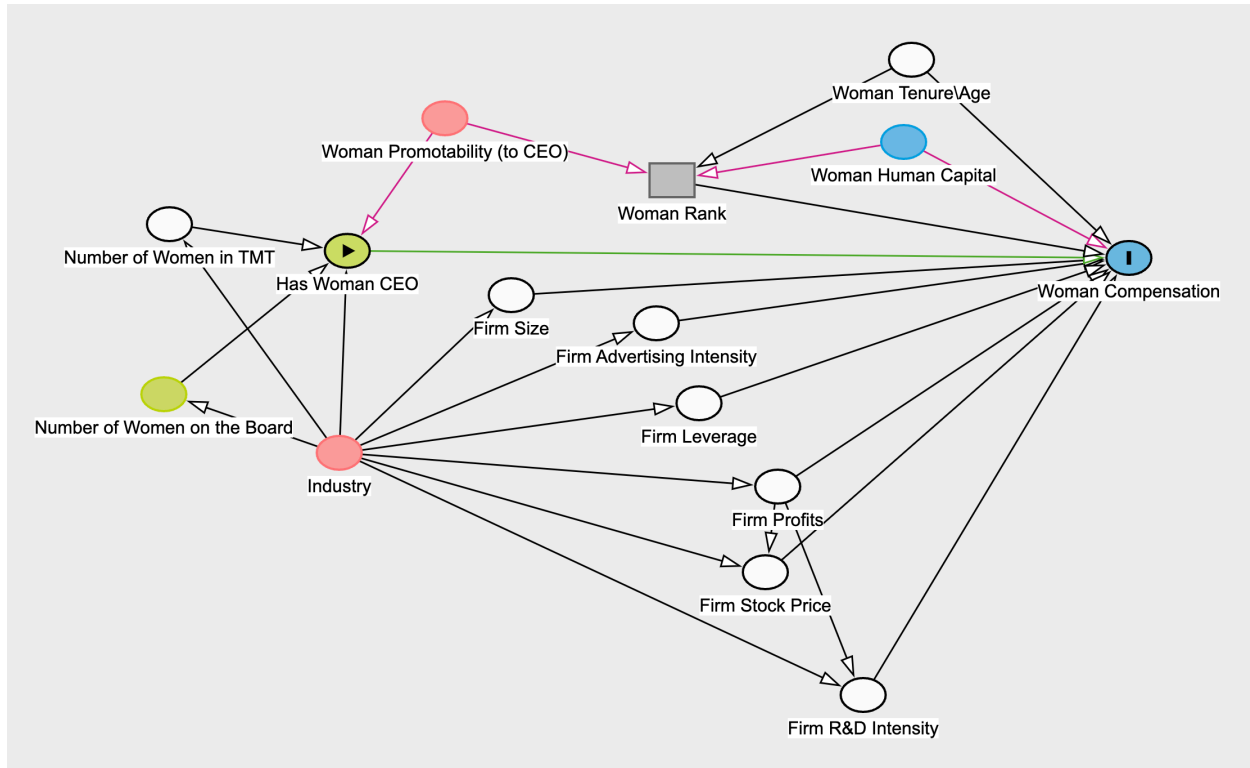 Woman Tenure\Age
Woman Promotability (to CEO)
Woman Human Capital
Woman Rank
Number of Women in TMT
Has Woman CEO
Woman Compensation
Firm Size
Firm Advertising Intensity
Number of Women on the Board
Firm Leverage
Industry
Firm Profits
Firm Stock Price
Firm R&D Intensity